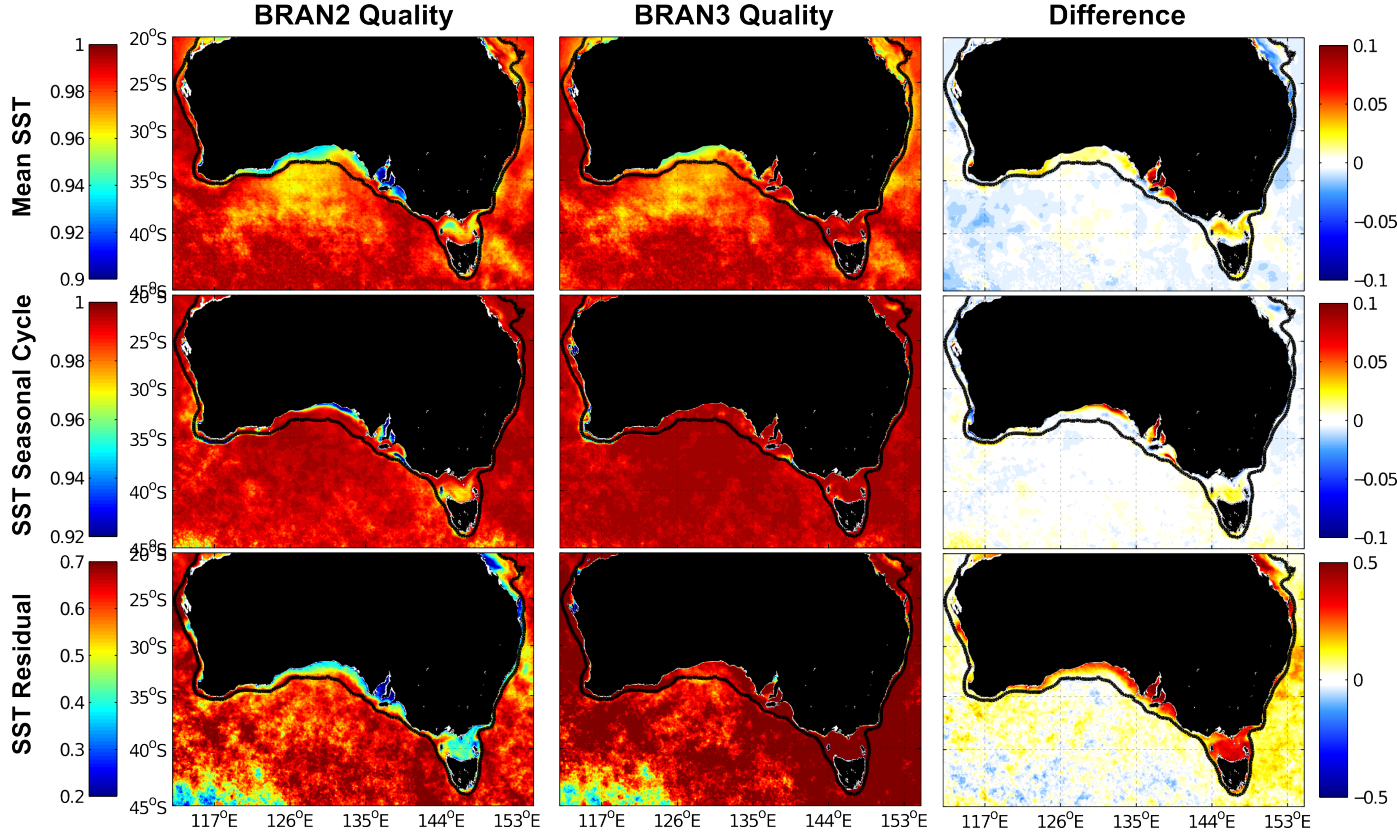 BRAN2 Quality BRAN3 Quality Difference
Mean SST
1
0.98
0.96
0.94
0.92
0.9
20°S
25°S
30°S
35°S
40°S
45°S
0.1
0.05
0
−0.05
−0.1
SST Seasonal Cycle
1
0.98
0.96
0.94
0.92
20°S
25°S
30°S
35°S
40°S
45°S
0.1
0.05
0
−0.05
−0.1
SST Residual
0.7
0.6
0.5
0.4
0.3
0.2
20°S
25°S
30°S
35°S
40°S
45°S
0.5
0
−0.5
117°E 126°E 135°E 144°E 153°E 117°E 126°E 135°E 144°E 153°E 117°E 126°E 135°E 144°E 153°E